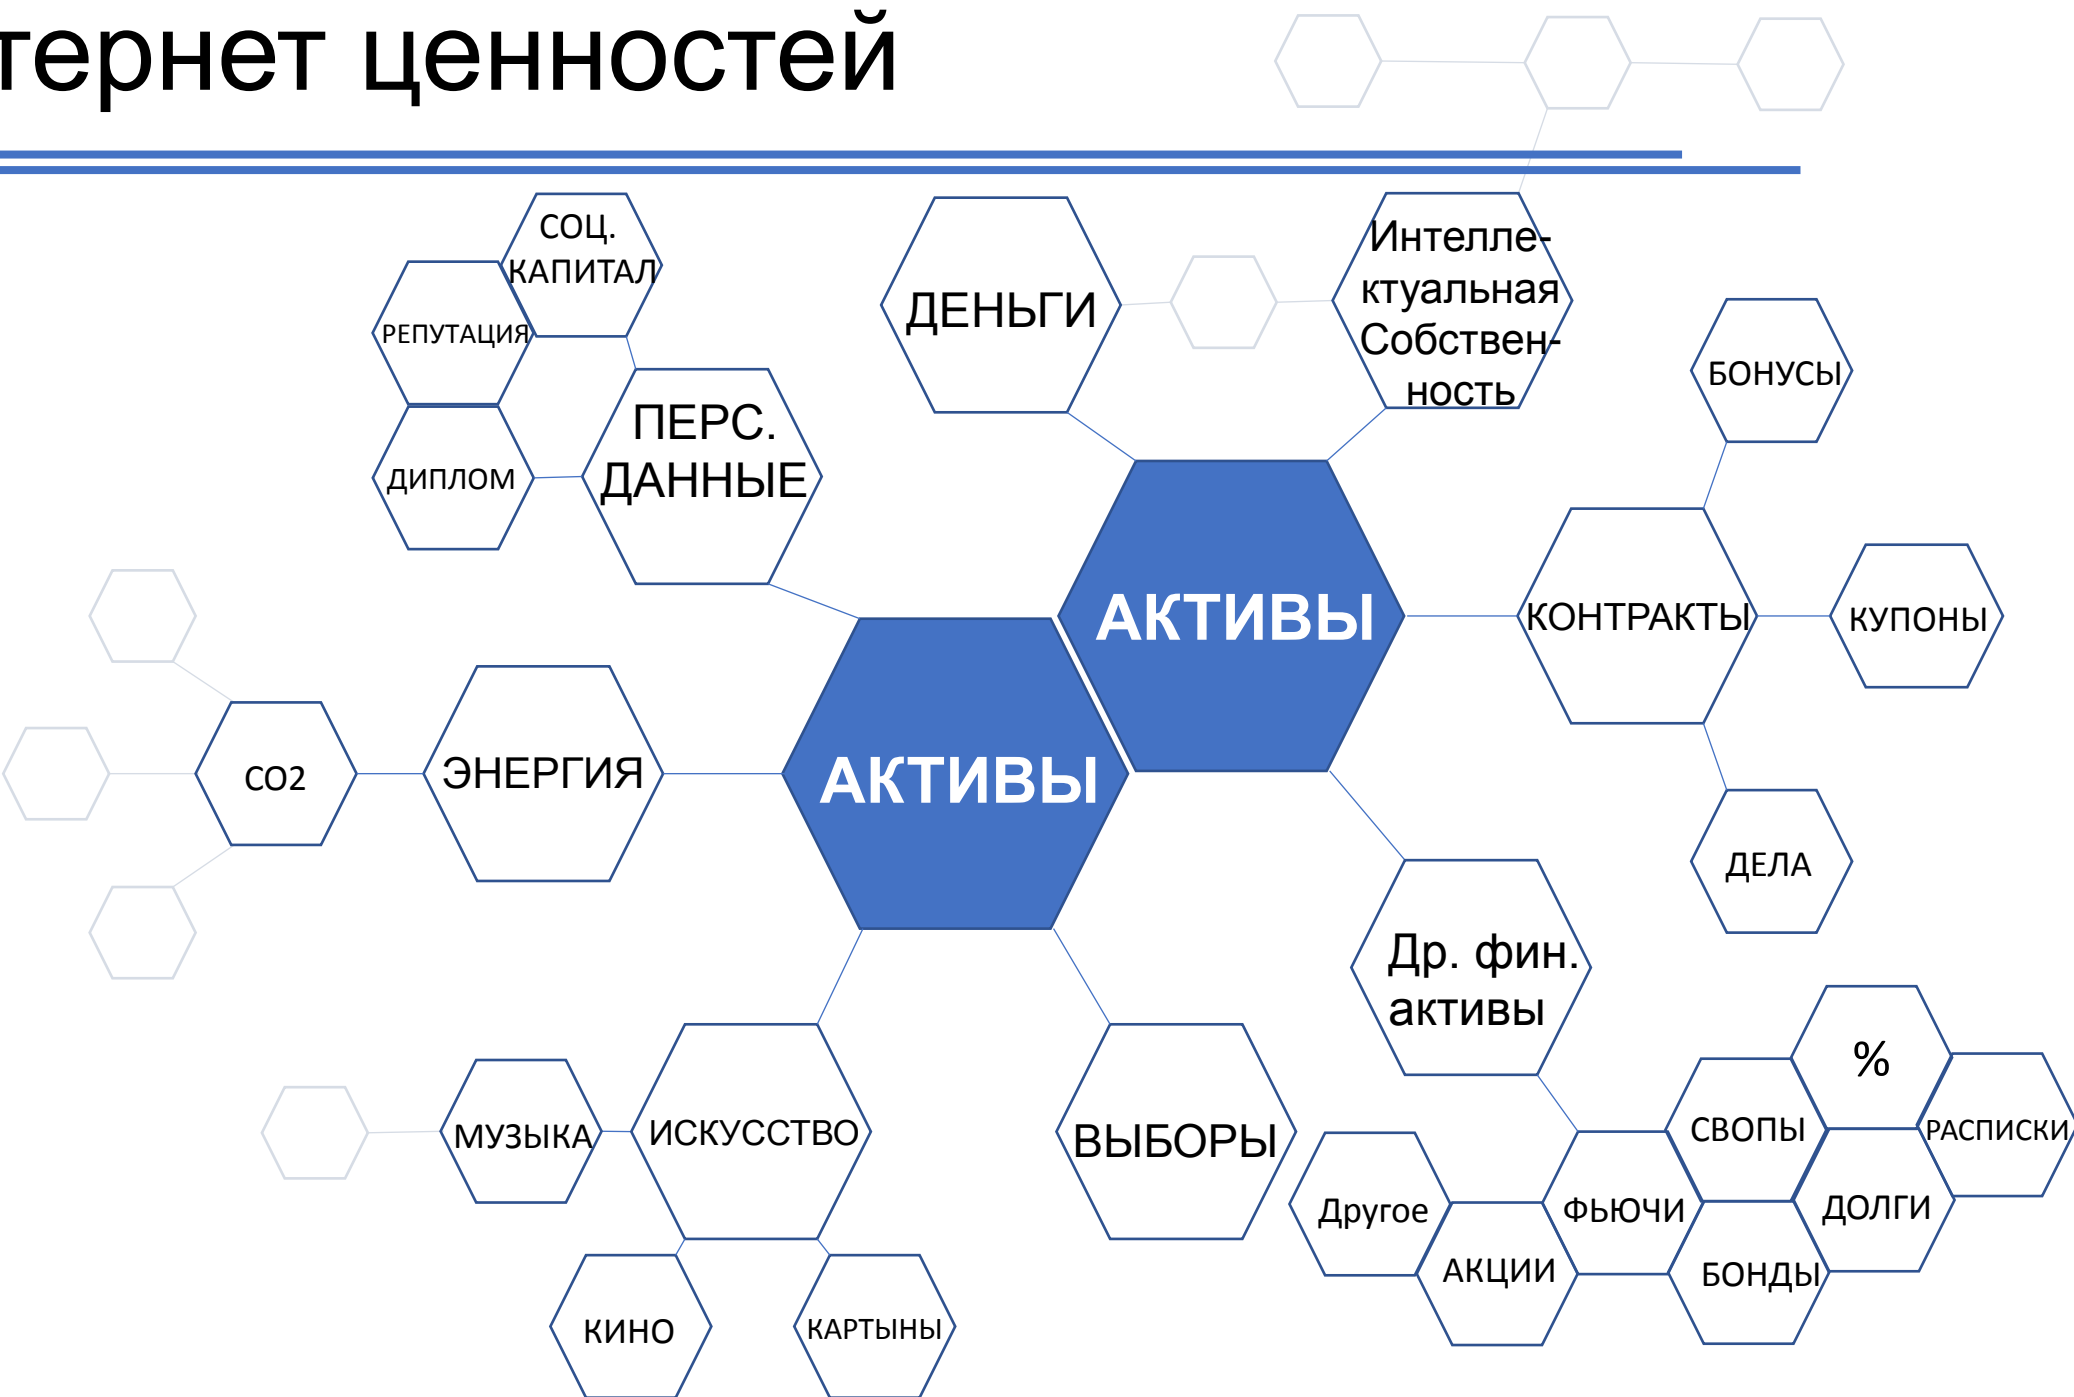 тернет ценностей
СОЦ.
КАПИТАЛ
РЕПУТАЦИЯ
ДИПЛОМ
ПЕРС.
ДАННЫЕ
ДЕНЬГИ
Интелле-
ктуальная
Собствен-
ность
БОНУСЫ
АКТИВЫ
КОНТРАКТЫ
КУПОНЫ
ДЕЛА
СО2
ЭНЕРГИЯ
АКТИВЫ
Др. фин.
активы
МУЗЫКА
ИСКУССТВО
ВЫБОРЫ
КИНО
КАРТЫНЫ
%
СВОПЫ
РАСПИСКИ
Другое
ФЬЮЧИ
ДОЛГИ
АКЦИИ
БОНДЫ